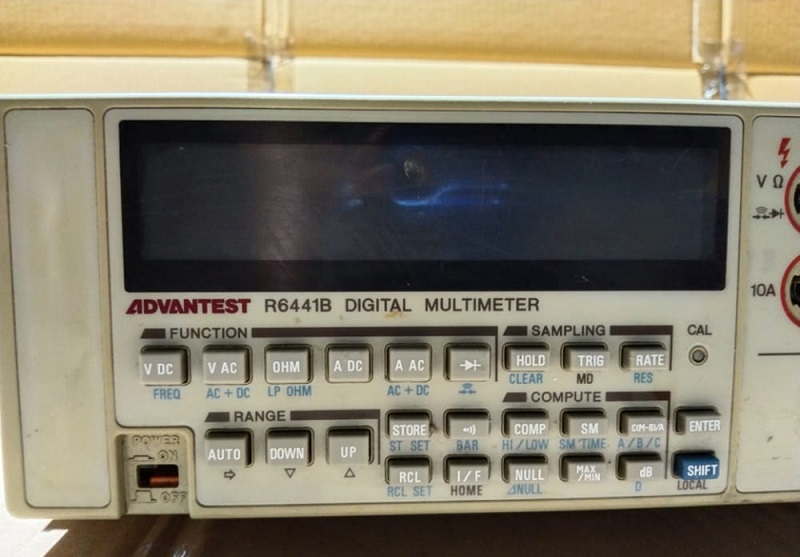 ADVANTEST R6441B DIGITAL MULTIMETER
V Ω
10A
FUNCTION
SAMPLING
CAL
V DC
V AC
OHM
A DC
A AC
HOLD
TRIG
RATE
FREQ
AC + DC
LP OHM
AC + DC
CLEAR
MD
RES
COMPUTE
RANGE
STORE
COMP
SM
ENTER
POWER
ON
AUTO
DOWN
UP
ST SET
BAR
HI/LOW
SM TIME
A/B/C
RCL
I/F
NULL
MAX
/MIN
dB
SHIFT
OFF
RCL SET
HOME
⊿NULL
D
LOCAL